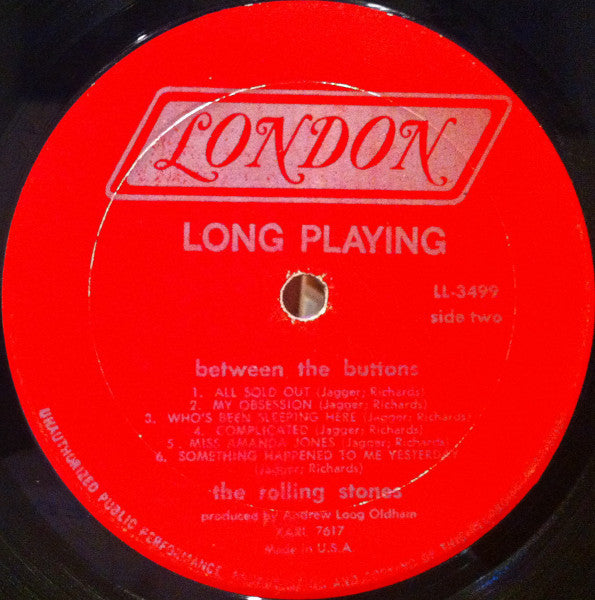 LONDON
LONG PLAYING
LL-3499
side two
between the buttons
1. ALL SOLD OUT (Jagger; Richards)
2. MY OBSESSION (Jagger; Richards)
3. WHO'S BEEN SLEEPING HERE (Jagger; Richards)
4. COMPLICATED (Jagger; Richards)
5. MISS AMANDA JONES (Jagger; Richards)
6. SOMETHING HAPPENED TO ME YESTERDAY
(Jagger; Richards)
the rolling stones
produced by Andrew Loog Oldham
XARL 7617
Made in U.S.A
UNAUTHORIZED PUBLIC PERFORMANCE, AND COPYING OF